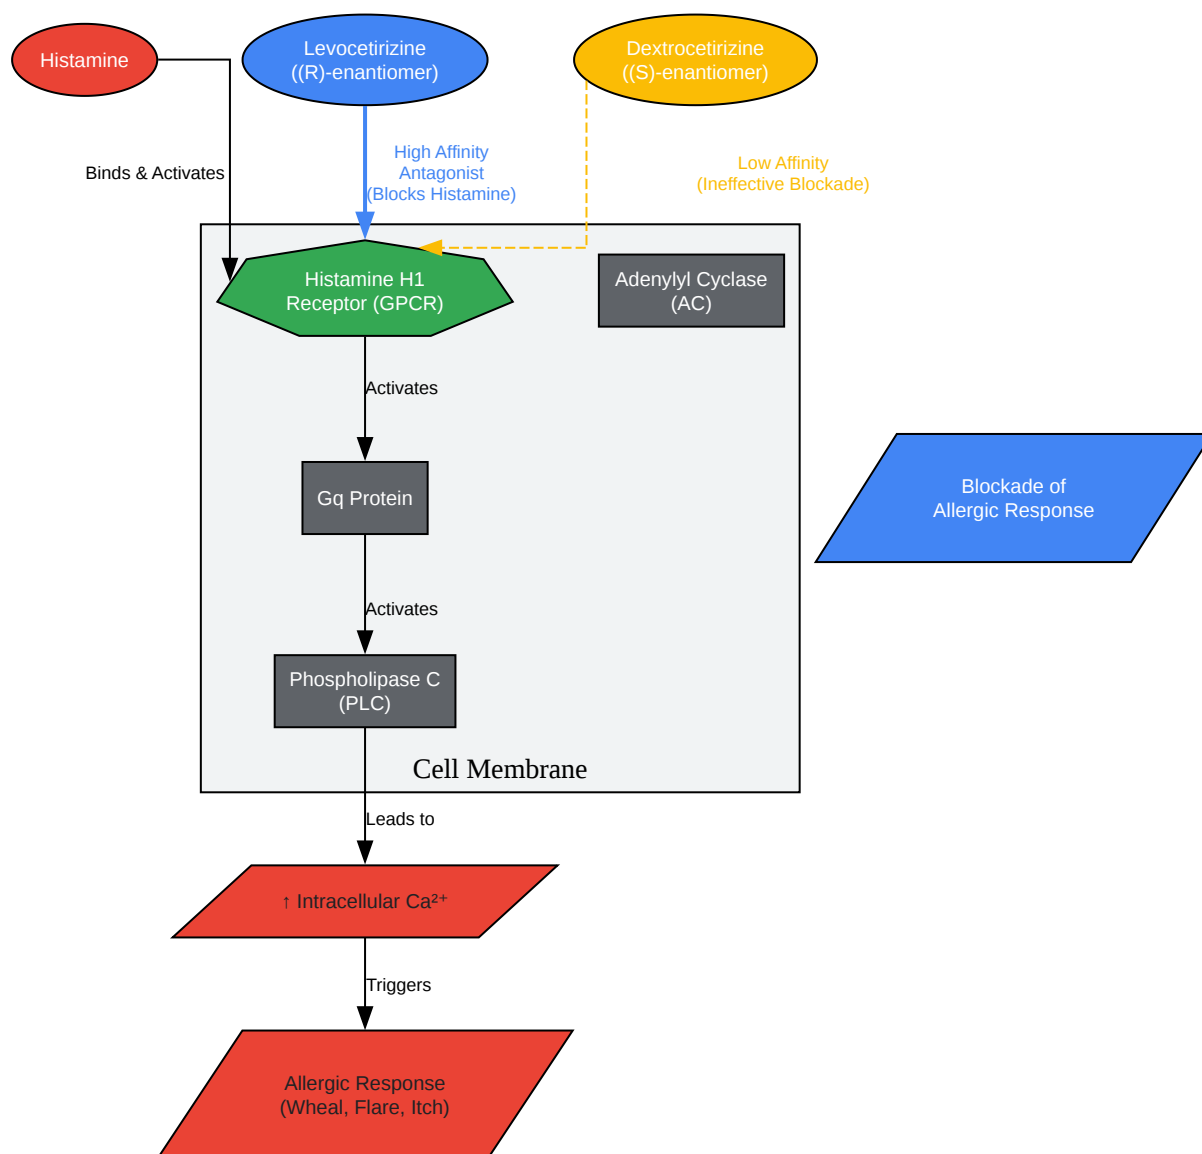 Histamine
Levocetirizine
((R)-enantiomer)
Dextrocetirizine
((S)-enantiomer)
Binds & Activates
High Affinity
Antagonist
(Blocks Histamine)
Low Affinity
(Ineffective Blockade)
Histamine H1
Receptor (GPCR)
Adenylyl Cyclase
(AC)
Activates
Gq Protein
Blockade of
Allergic Response
Activates
Phospholipase C
(PLC)
Cell Membrane
Leads to
↑ Intracellular Ca²⁺
Triggers
Allergic Response
(Wheal, Flare, Itch)